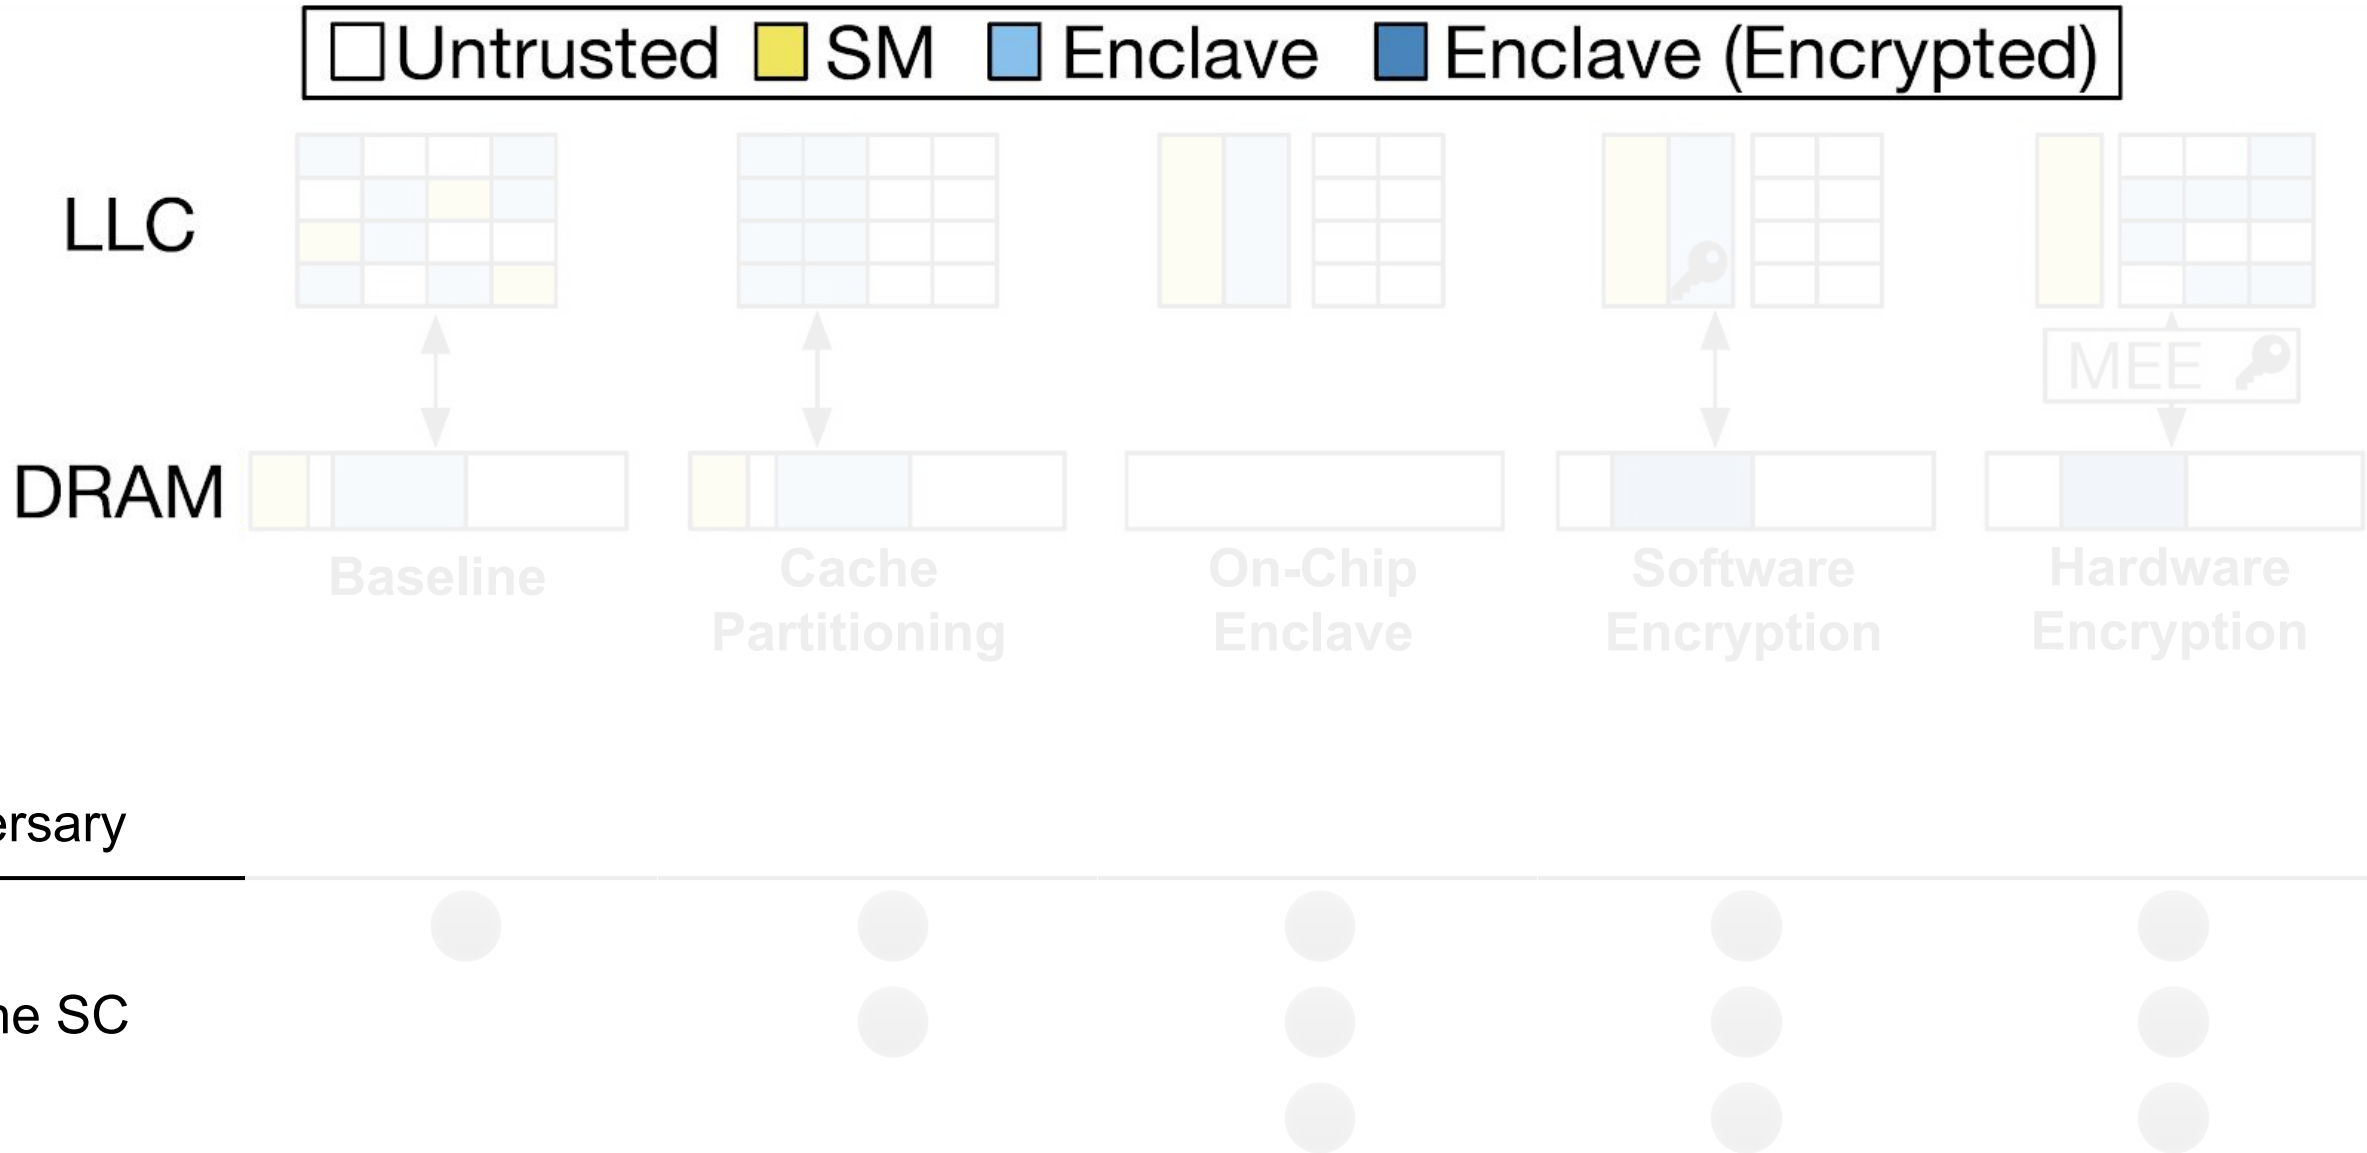 Untrusted SM Enclave Enclave (Encrypted)
LLC
MEE
DRAM
Baseline
Cache
Partitioning
On-Chip
Enclave
Software
Encryption
Hardware
Encryption
ersary
ne SC